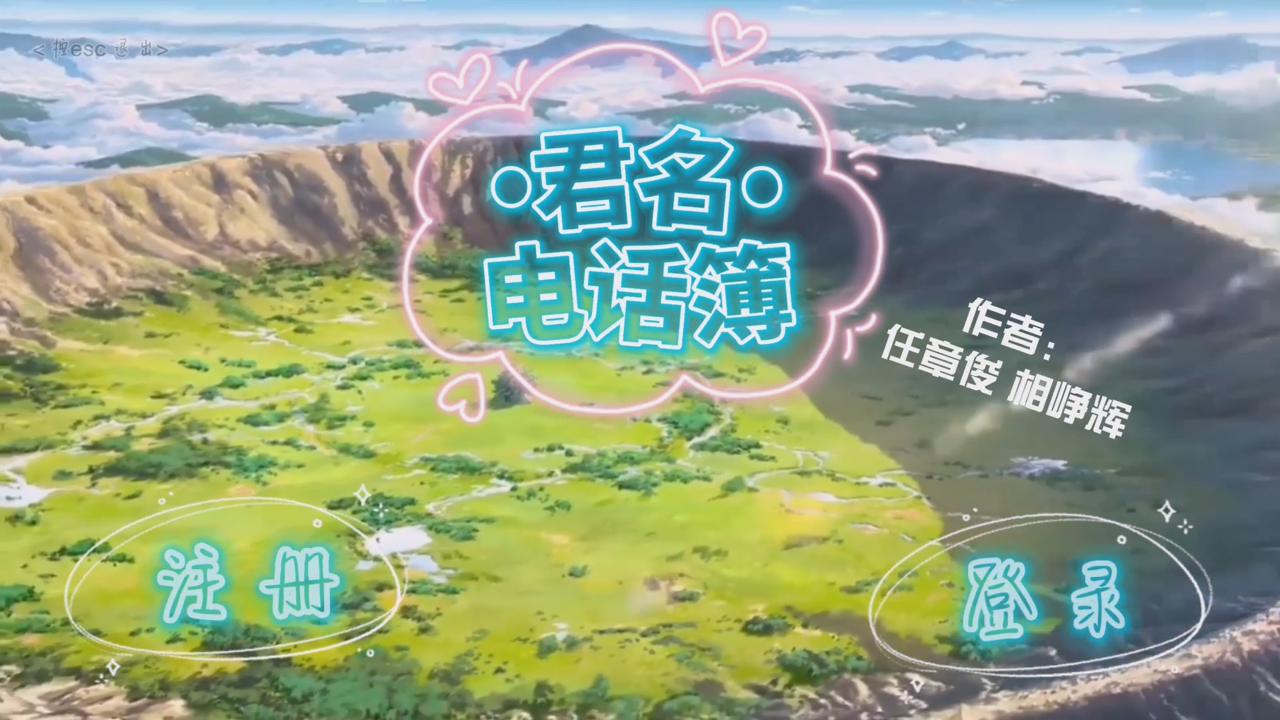 <按esc退出>
·君名·
电话簿
作者：
任章俊 相峥辉
注册
登录